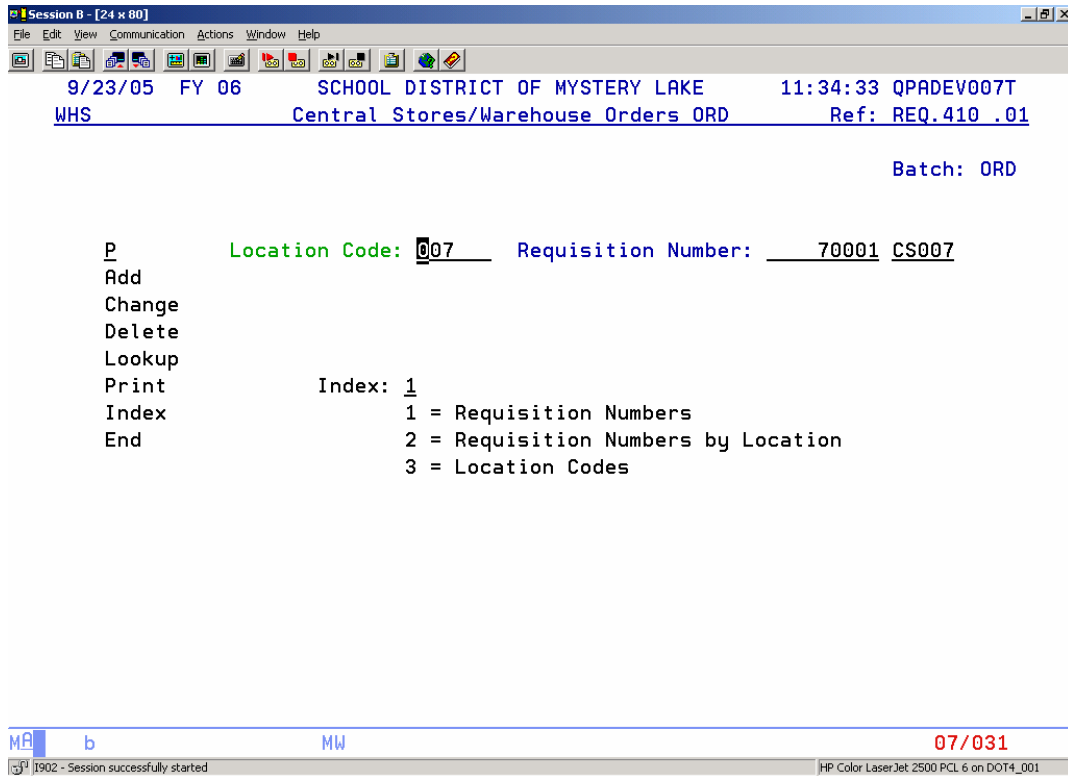 Session B - [24 x 80]
File Edit View Communication Actions Window Help
9/23/05 FY 06 SCHOOL DISTRICT OF MYSTERY LAKE 11:34:33 QPADEV007T
WHS Central Stores/Warehouse Orders ORD Ref: REQ.410 .01
Batch: ORD
P Location Code: 007 Requisition Number: 70001 CS007
Add
Change
Delete
Lookup
Print Index: 1
Index 1 = Requisition Numbers
End 2 = Requisition Numbers by Location
3 = Location Codes
MA b MW 07/031
I902 - Session successfully started HP Color LaserJet 2500 PCL 6 on DOT4_001